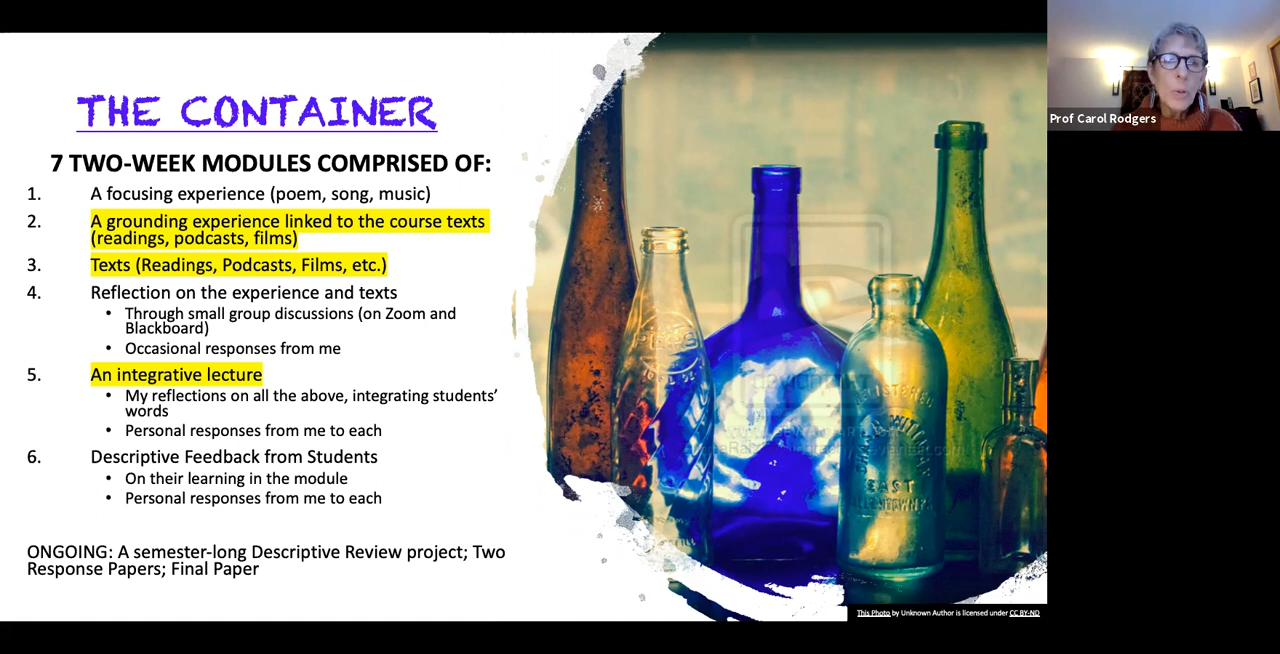 THE CONTAINER
7 TWO-WEEK MODULES COMPRISED OF:
1. A focusing experience (poem, song, music)
2. A grounding experience linked to the course texts
(readings, podcasts, films)
3. Texts (Readings, Podcasts, Films, etc.)
4. Reflection on the experience and texts
• Through small group discussions (on Zoom and
Blackboard)
• Occasional responses from me
5. An integrative lecture
• My reflections on all the above, integrating students’
words
• Personal responses from me to each
6. Descriptive Feedback from Students
• On their learning in the module
• Personal responses from me to each
ONGOING: A semester-long Descriptive Review project; Two
Response Papers; Final Paper
REGISTERED
EAST
This Photo by Unknown Author is licensed under CC BY-ND
Prof Carol Rodgers